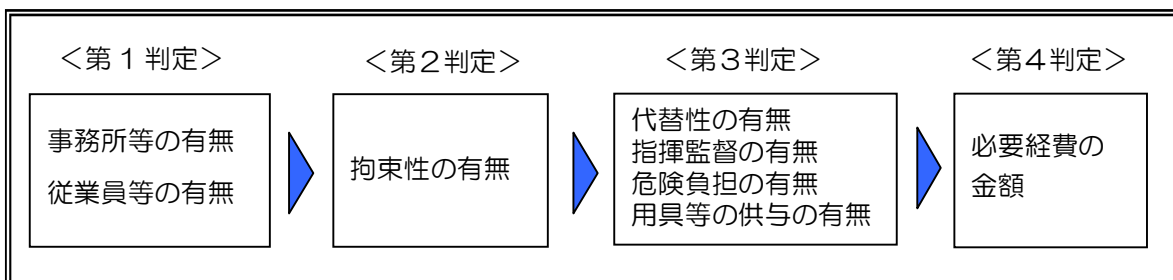 ＜第１判定＞
事務所等の有無
従業員等の有無
＜第２判定＞
拘束性の有無
＜第３判定＞
代替性の有無
指揮監督の有無
危険負担の有無
用具等の供与の有無
＜第４判定＞
必要経費の
金額